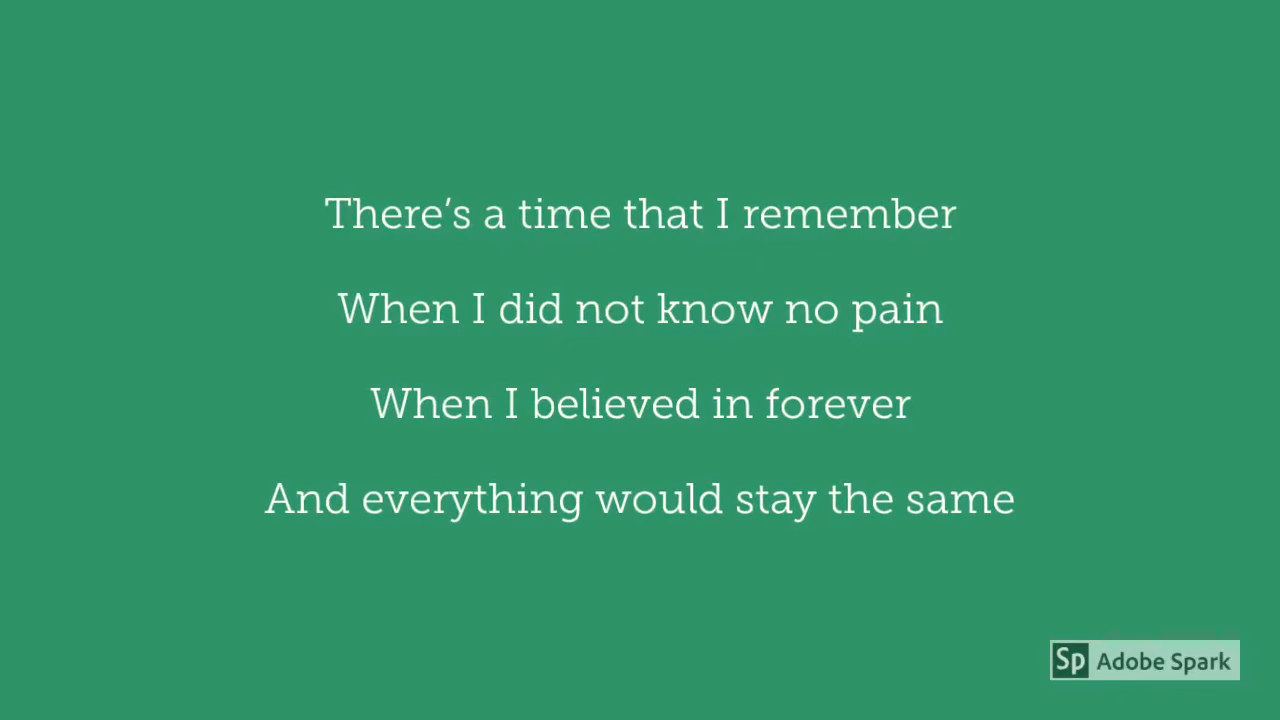 There’s a time that I remember
When I did not know no pain
When I believed in forever
And everything would stay the same
Sp Adobe Spark